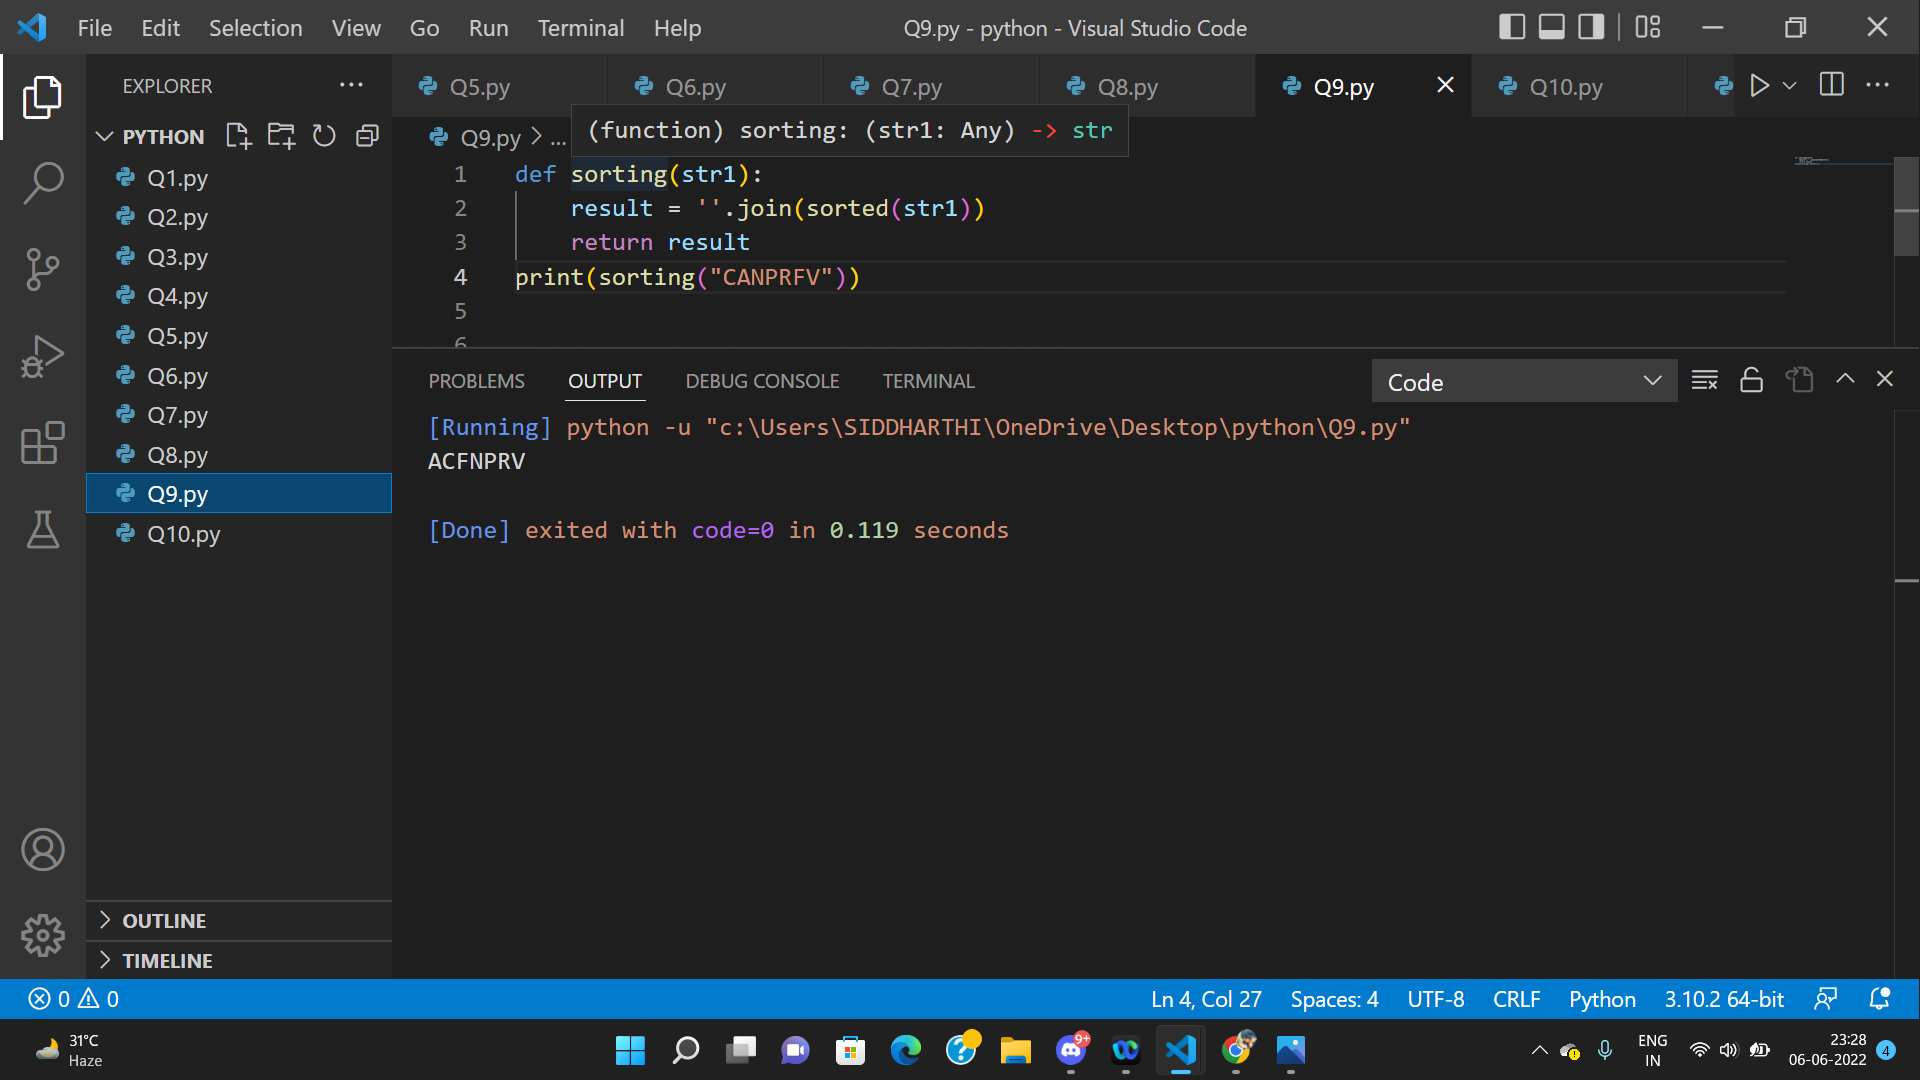 File Edit Selection View Go Run Terminal Help
Q9.py - python - Visual Studio Code
EXPLORER
PYTHON
Q1.py
Q2.py
Q3.py
Q4.py
Q5.py
Q6.py
Q7.py
Q8.py
Q9.py
Q10.py
OUTLINE
TIMELINE
Q5.py Q6.py Q7.py Q8.py Q9.py Q10.py
Q9.py > ...
(function) sorting: (str1: Any) -> str
1 def sorting(str1):
2 result = ''.join(sorted(str1))
3 return result
4 print(sorting("CANPRFV"))
5
6
PROBLEMS OUTPUT DEBUG CONSOLE TERMINAL
Code
[Running] python -u "c:\Users\SIDDHARTHI\OneDrive\Desktop\python\Q9.py"
ACFNPRV
[Done] exited with code=0 in 0.119 seconds
0 0
Ln 4, Col 27 Spaces: 4 UTF-8 CRLF Python 3.10.2 64-bit
31°C
Haze
9+
ENG
IN
23:28
06-06-2022
4